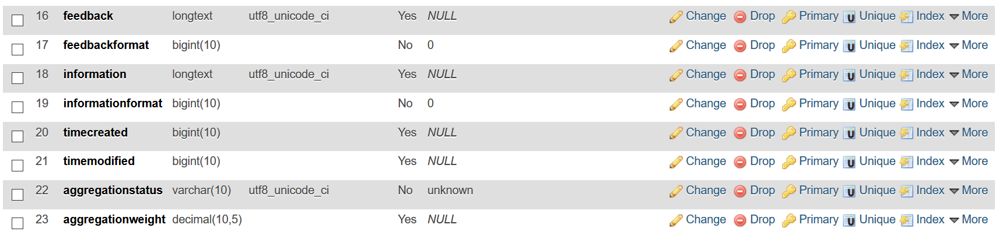 16 feedback longtext utf8_unicode_ci Yes NULL Change Drop Primary Unique Index More
17 feedbackformat bigint(10) No 0 Change Drop Primary Unique Index More
18 information longtext utf8_unicode_ci Yes NULL Change Drop Primary Unique Index More
19 informationformat bigint(10) No 0 Change Drop Primary Unique Index More
20 timecreated bigint(10) Yes NULL Change Drop Primary Unique Index More
21 timemodified bigint(10) Yes NULL Change Drop Primary Unique Index More
22 aggregationstatus varchar(10) utf8_unicode_ci No unknown Change Drop Primary Unique Index More
23 aggregationweight decimal(10,5) Yes NULL Change Drop Primary Unique Index More